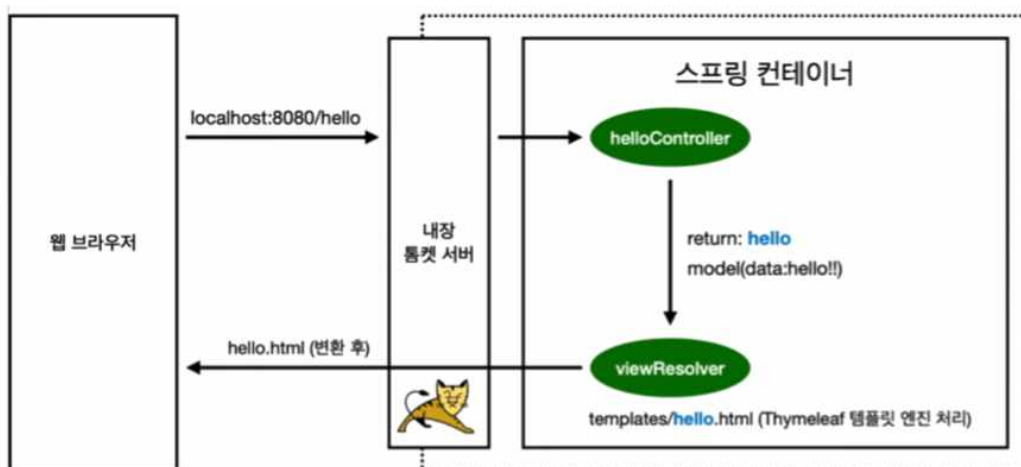 스프링 컨테이너
localhost:8080/hello
helloController
웹 브라우저
내장
톰켓 서버
return: hello
model(data:hello!!)
hello.html (변환 후)
viewResolver
templates/hello.html (Thymeleaf 템플릿 엔진 처리)